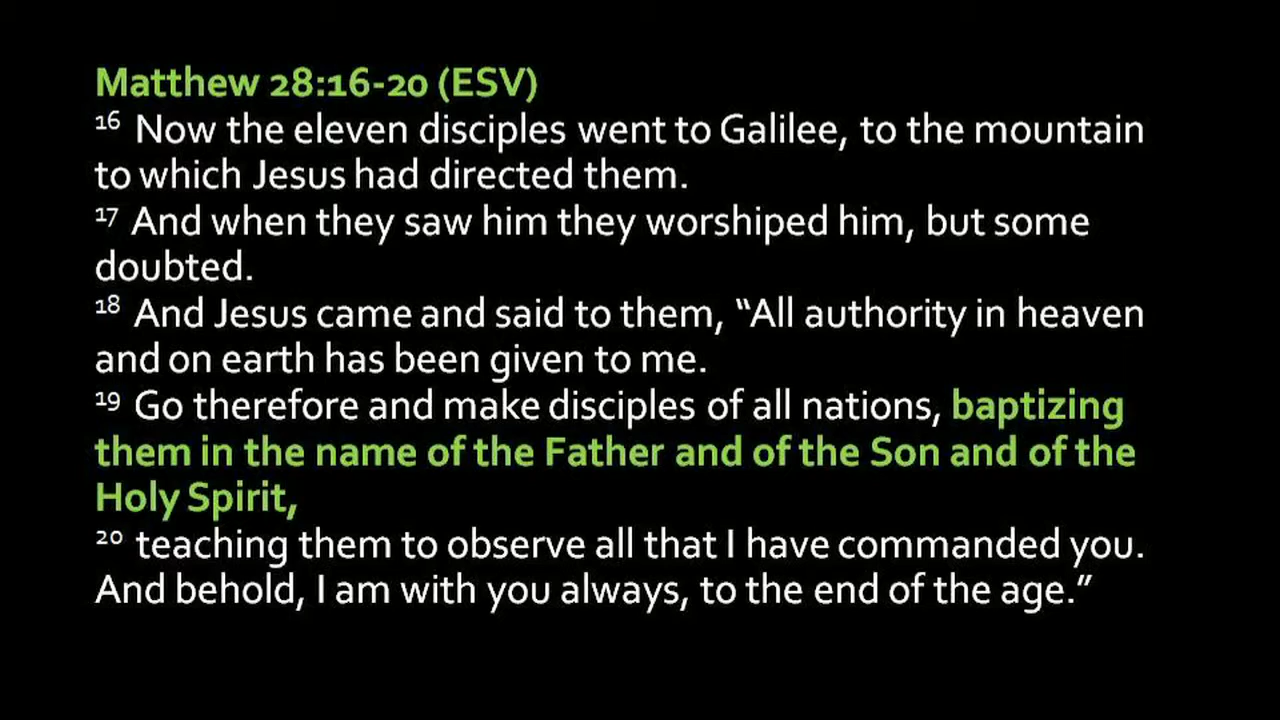 Matthew 28:16-20 (ESV)
16 Now the eleven disciples went to Galilee, to the mountain
to which Jesus had directed them.
17 And when they saw him they worshiped him, but some
doubted.
18 And Jesus came and said to them, “All authority in heaven
and on earth has been given to me.
19 Go therefore and make disciples of all nations, baptizing
them in the name of the Father and of the Son and of the
Holy Spirit,
20 teaching them to observe all that I have commanded you.
And behold, I am with you always, to the end of the age.”